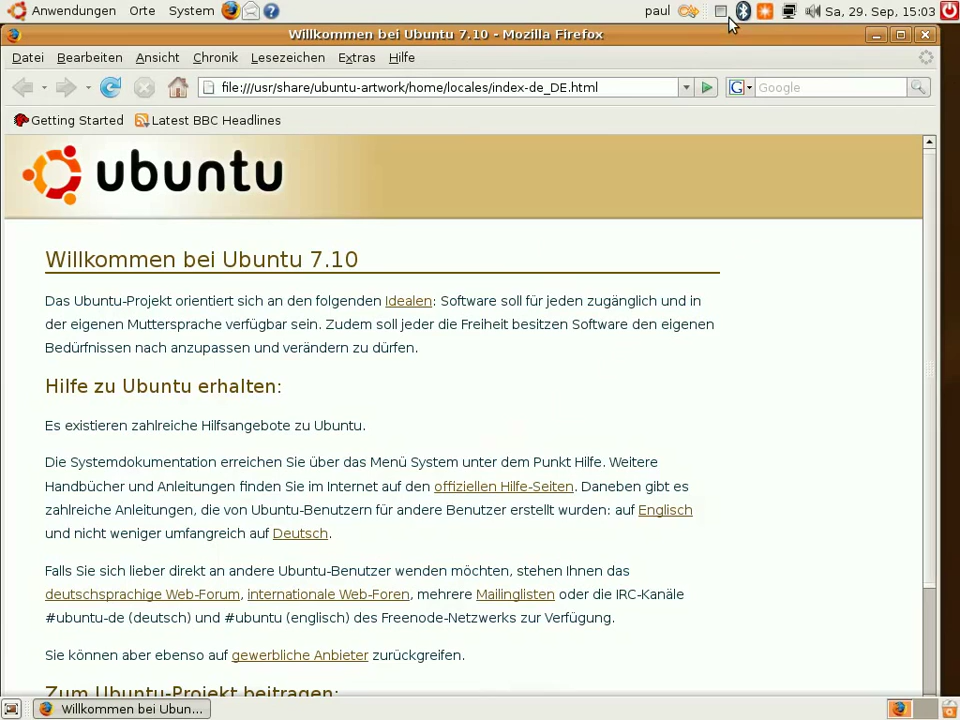 Anwendungen Orte System paul Sa, 29. Sep, 15:03
Willkommen bei Ubuntu 7.10 - Mozilla Firefox
Datei Bearbeiten Ansicht Chronik Lesezeichen Extras Hilfe
file:///usr/share/ubuntu-artwork/home/locales/index-de_DE.html G Google
Getting Started Latest BBC Headlines
ubuntu
Willkommen bei Ubuntu 7.10
Das Ubuntu-Projekt orientiert sich an den folgenden Idealen: Software soll für jeden zugänglich und in
der eigenen Muttersprache verfügbar sein. Zudem soll jeder die Freiheit besitzen Software den eigenen
Bedürfnissen nach anzupassen und verändern zu dürfen.
Hilfe zu Ubuntu erhalten:
Es existieren zahlreiche Hilfsangebote zu Ubuntu.
Die Systemdokumentation erreichen Sie über das Menü System unter dem Punkt Hilfe. Weitere
Handbücher und Anleitungen finden Sie im Internet auf den offiziellen Hilfe-Seiten. Daneben gibt es
zahlreiche Anleitungen, die von Ubuntu-Benutzern für andere Benutzer erstellt wurden: auf Englisch
und nicht weniger umfangreich auf Deutsch.
Falls Sie sich lieber direkt an andere Ubuntu-Benutzer wenden möchten, stehen Ihnen das
deutschsprachige Web-Forum, internationale Web-Foren, mehrere Mailinglisten oder die IRC-Kanäle
#ubuntu-de (deutsch) und #ubuntu (englisch) des Freenode-Netzwerks zur Verfügung.
Sie können aber ebenso auf gewerbliche Anbieter zurückgreifen.
Zum Ubuntu-Projekt beitragen:
Willkommen bei Ubun...